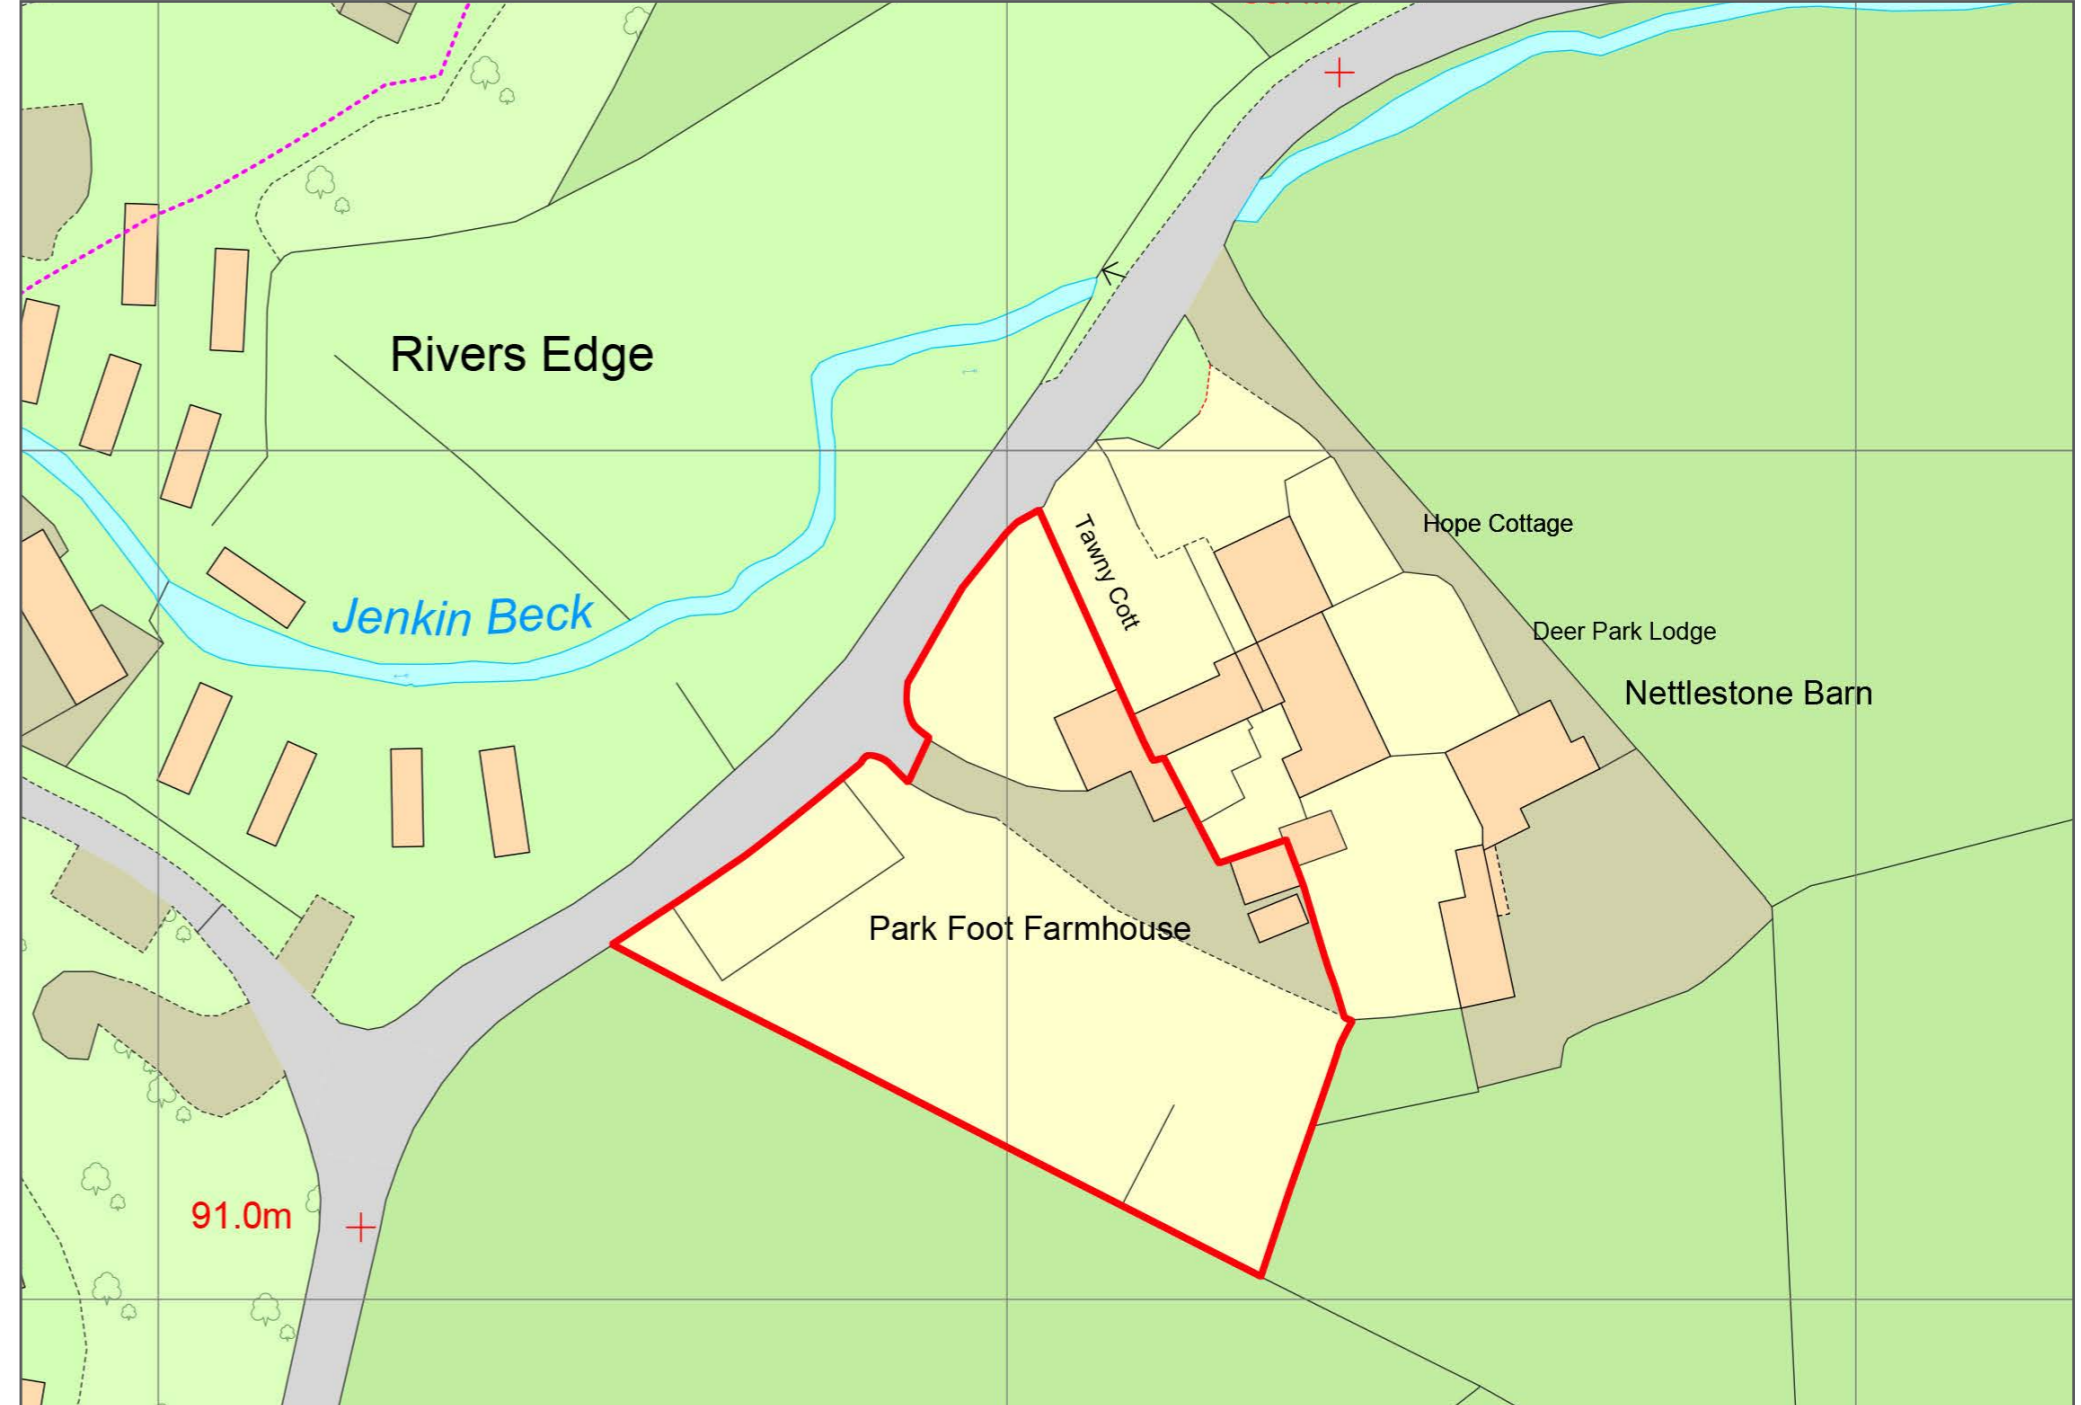 Rivers Edge
Tawny Cott
Hope Cottage
Jenkin Beck
Deer Park Lodge
Nettlestone Barn
Park Foot Farmhouse
91.0m